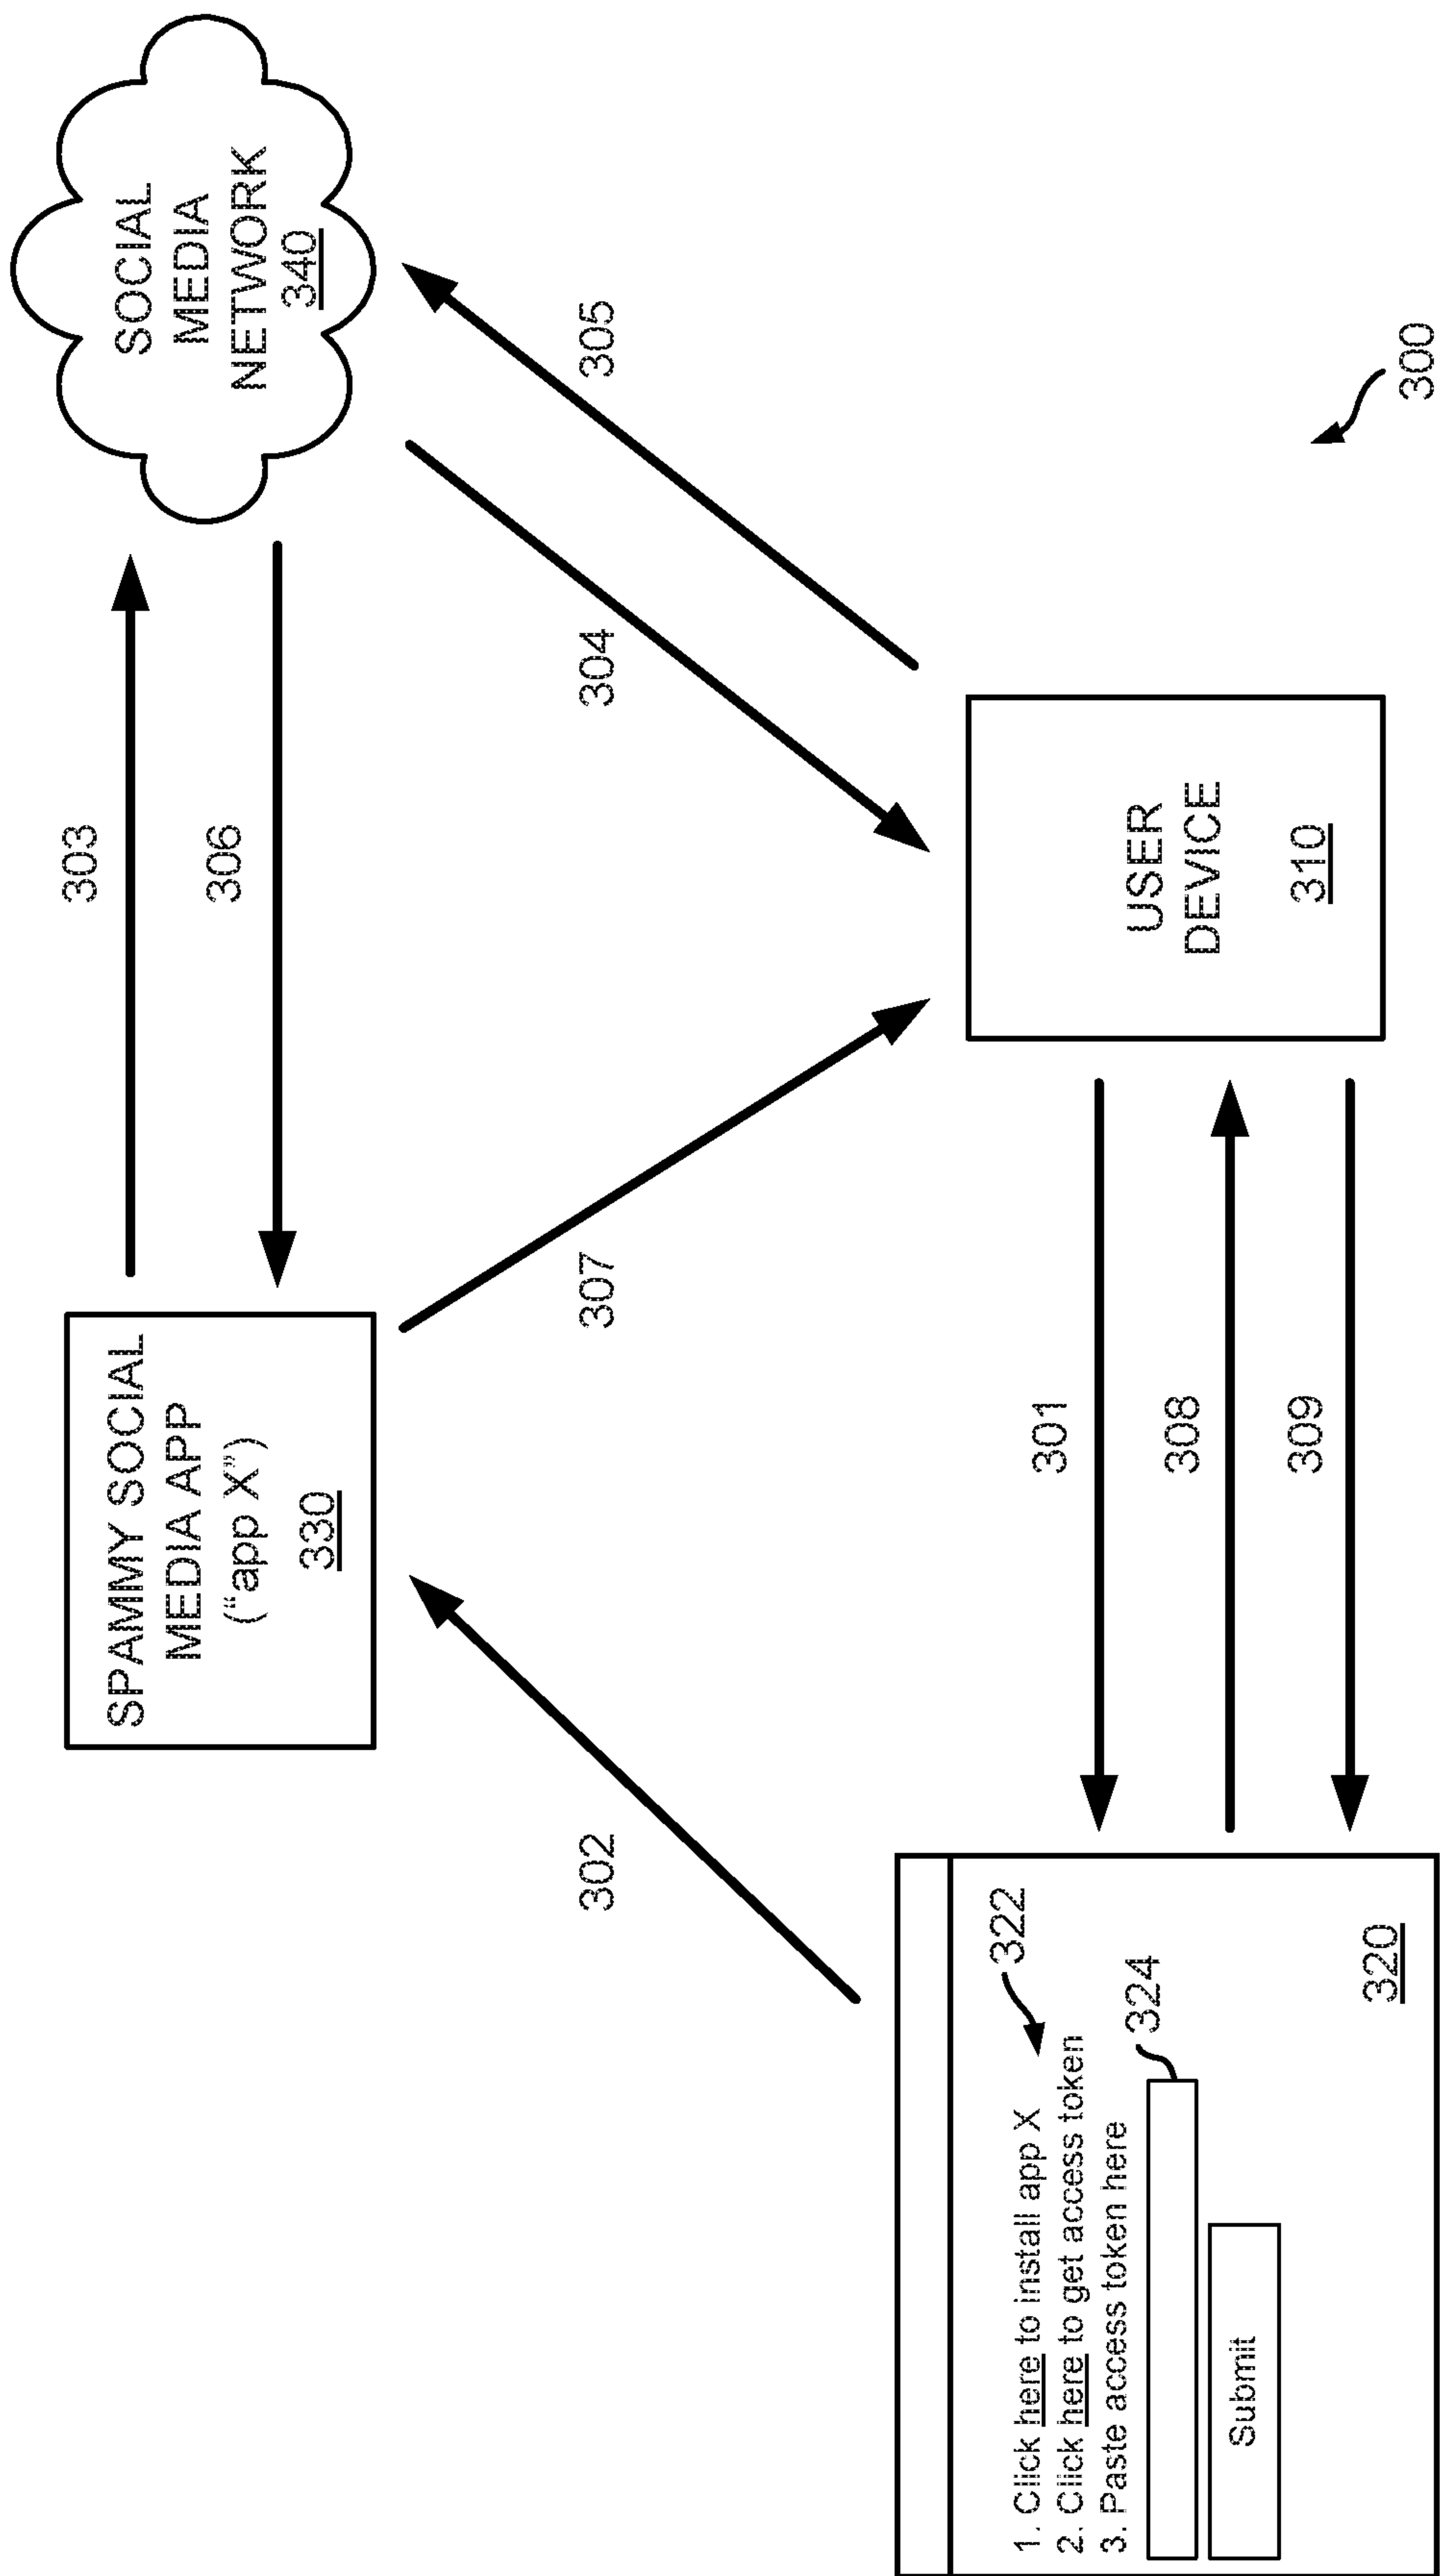 SPAMMY SOCIAL
MEDIA APP
("app X")
330
303
306
SOCIAL
MEDIA
NETWORK
340
302
307
304
305
1. Click here to install app X
2. Click here to get access token
3. Paste access token here
Submit
322
324
320
301
308
309
USER
DEVICE
310
300